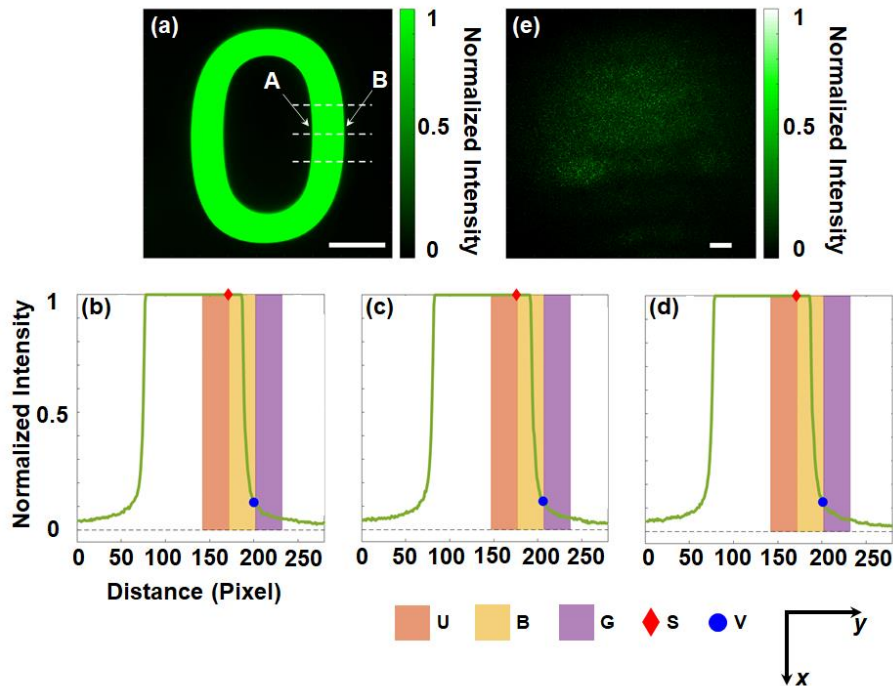 (a)
A
B
1
0.5
0
Normalized Intensity
(e)
1
0.5
0
Normalized Intensity
Normalized Intensity
1
0.5
0
(b)
0 50 100 150 200 250
Distance (Pixel)
(c)
0 50 100 150 200 250
(d)
0 50 100 150 200 250
U B G S V
y
x